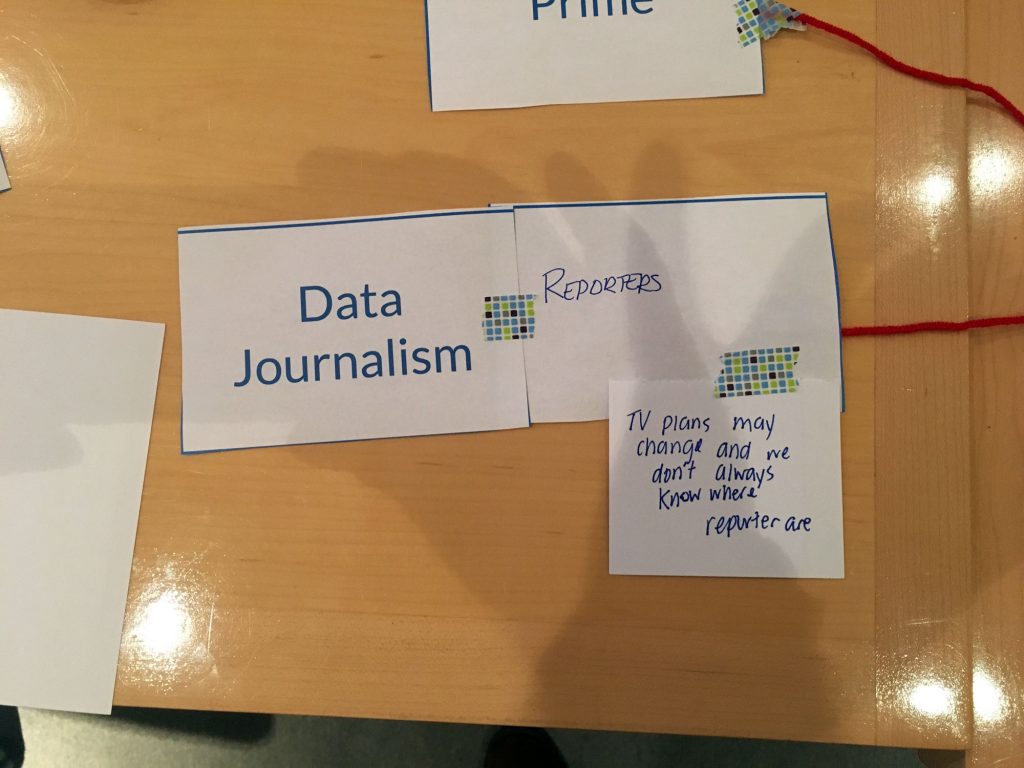 Prime
Data
Journalism
REPORTERS
TV plans may
change and we
don't always
know where
reporter are